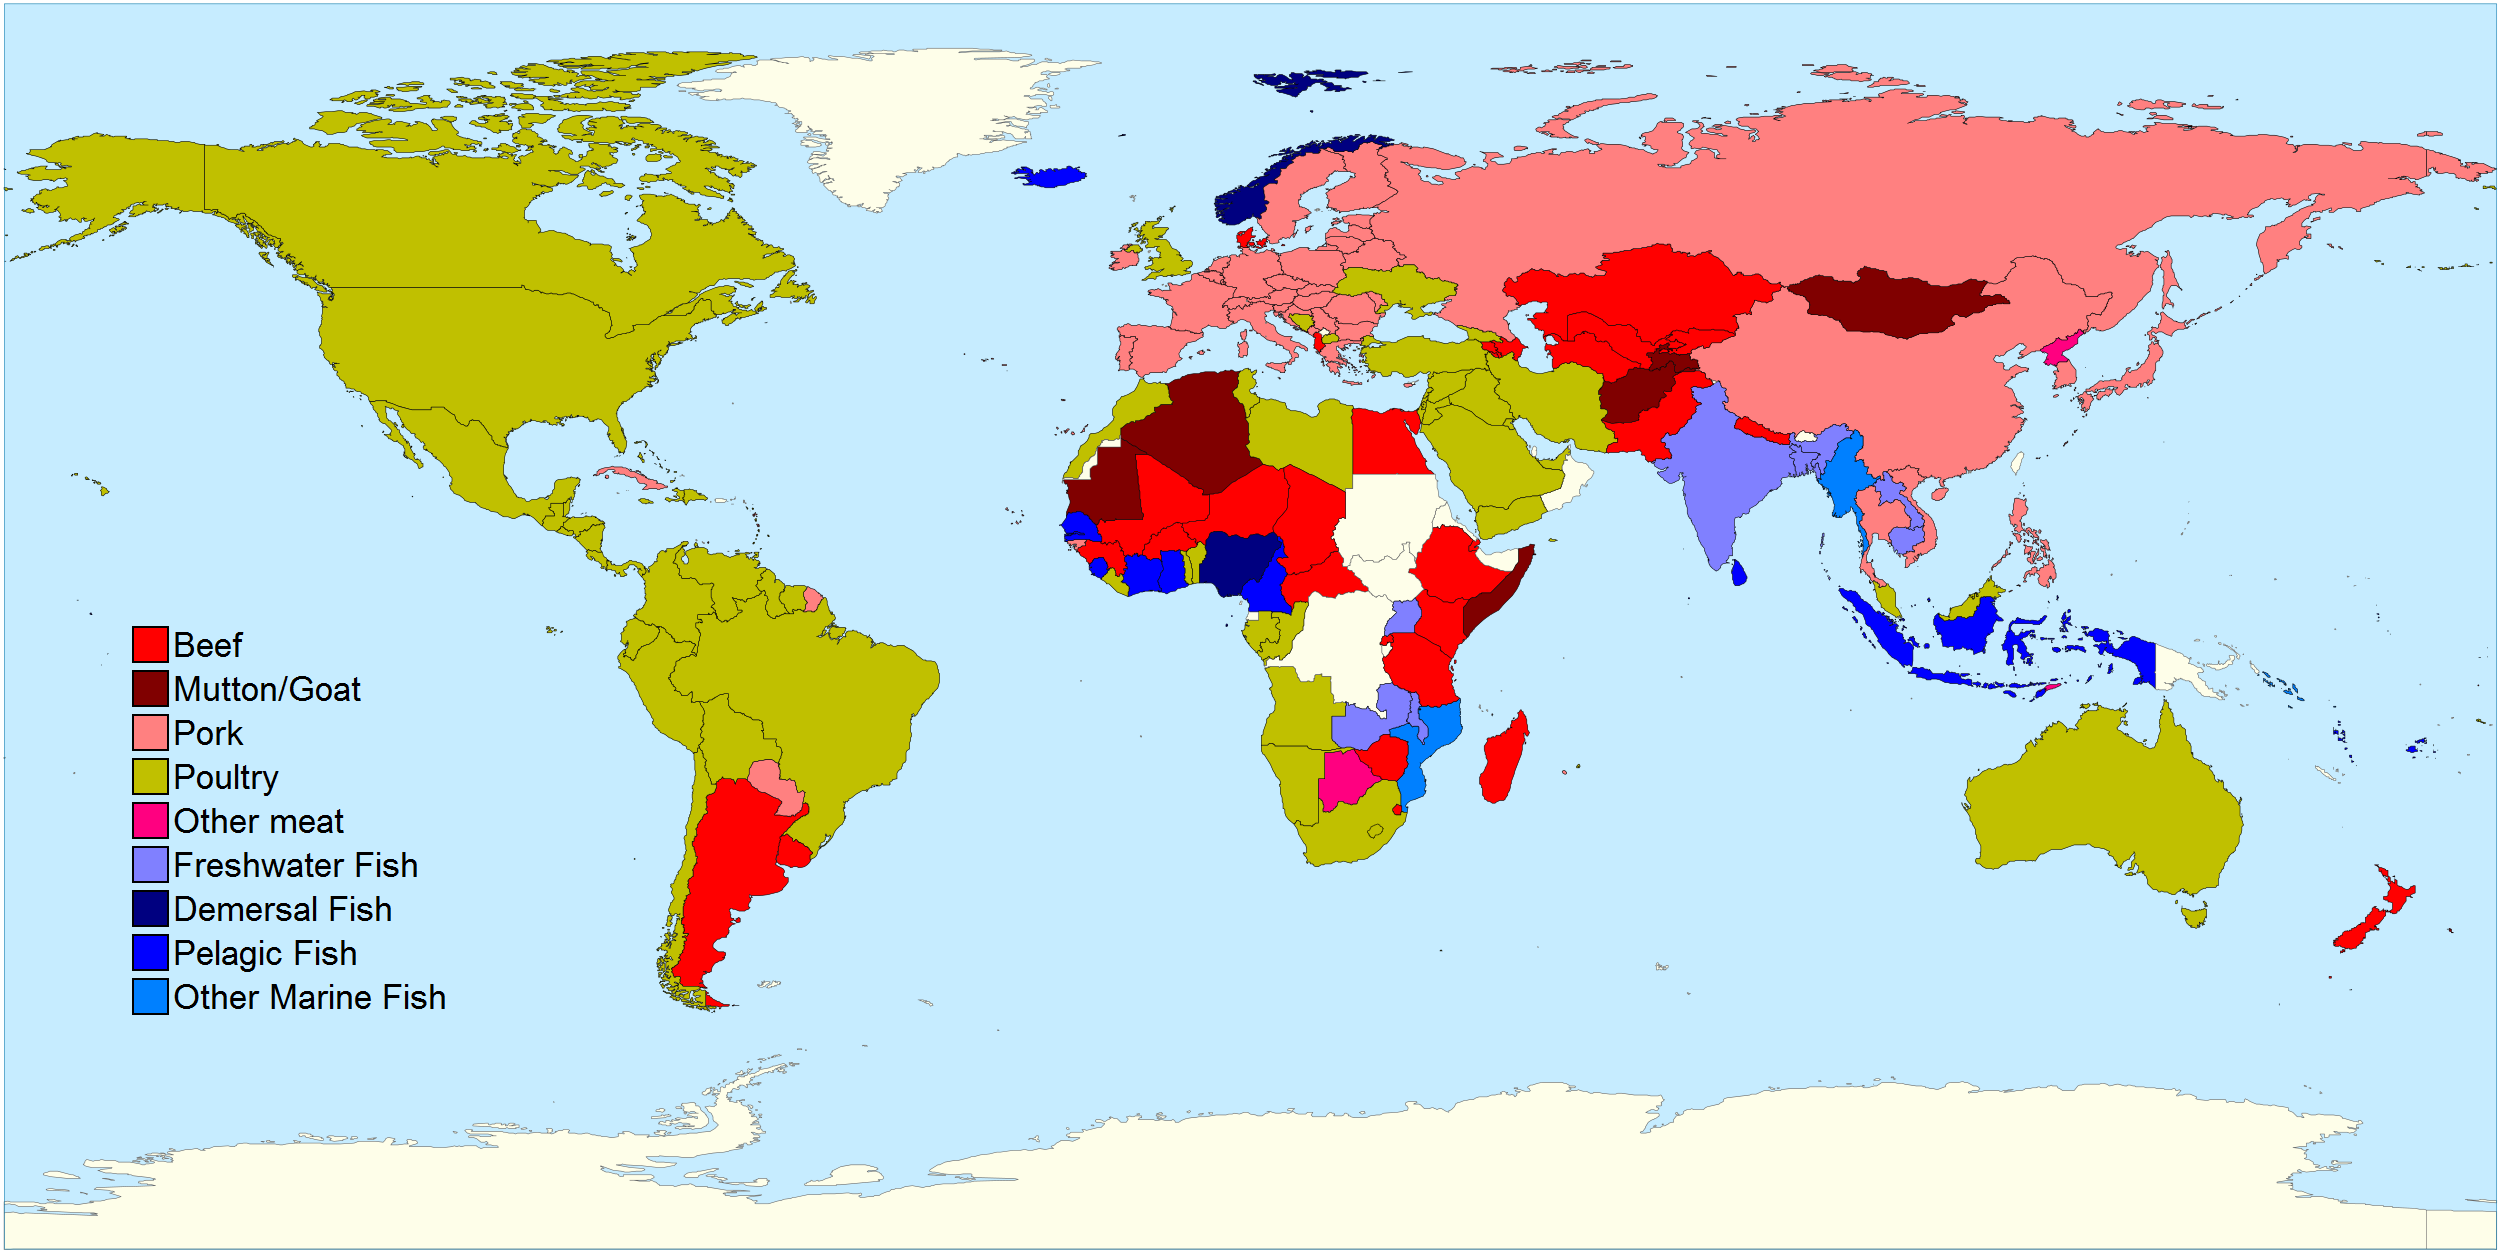 Beef
Mutton/Goat
Pork
Poultry
Other meat
Freshwater Fish
Demersal Fish
Pelagic Fish
Other Marine Fish